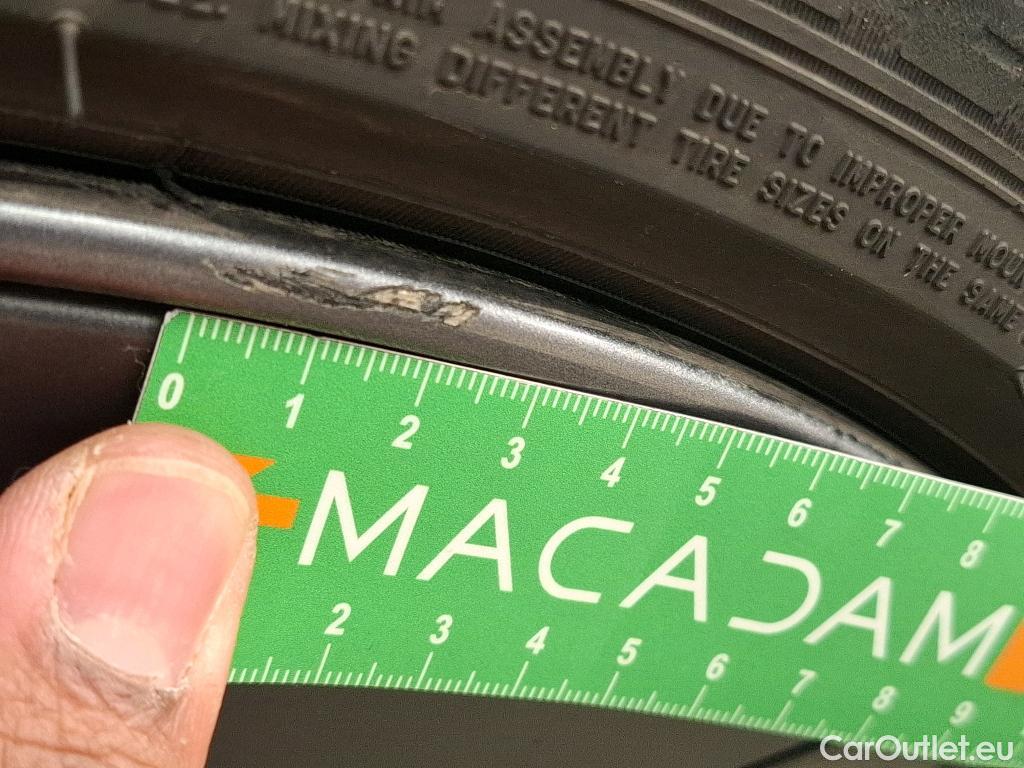 ASSEMBLY DUE TO IMPROPER
MIXING DIFFERENT TIRE SIZES ON THE SAME
0 1 2 3 4 5 6 7 8
MACADAM
2 3 4 5 6 7 8 9
CarOutlet.eu